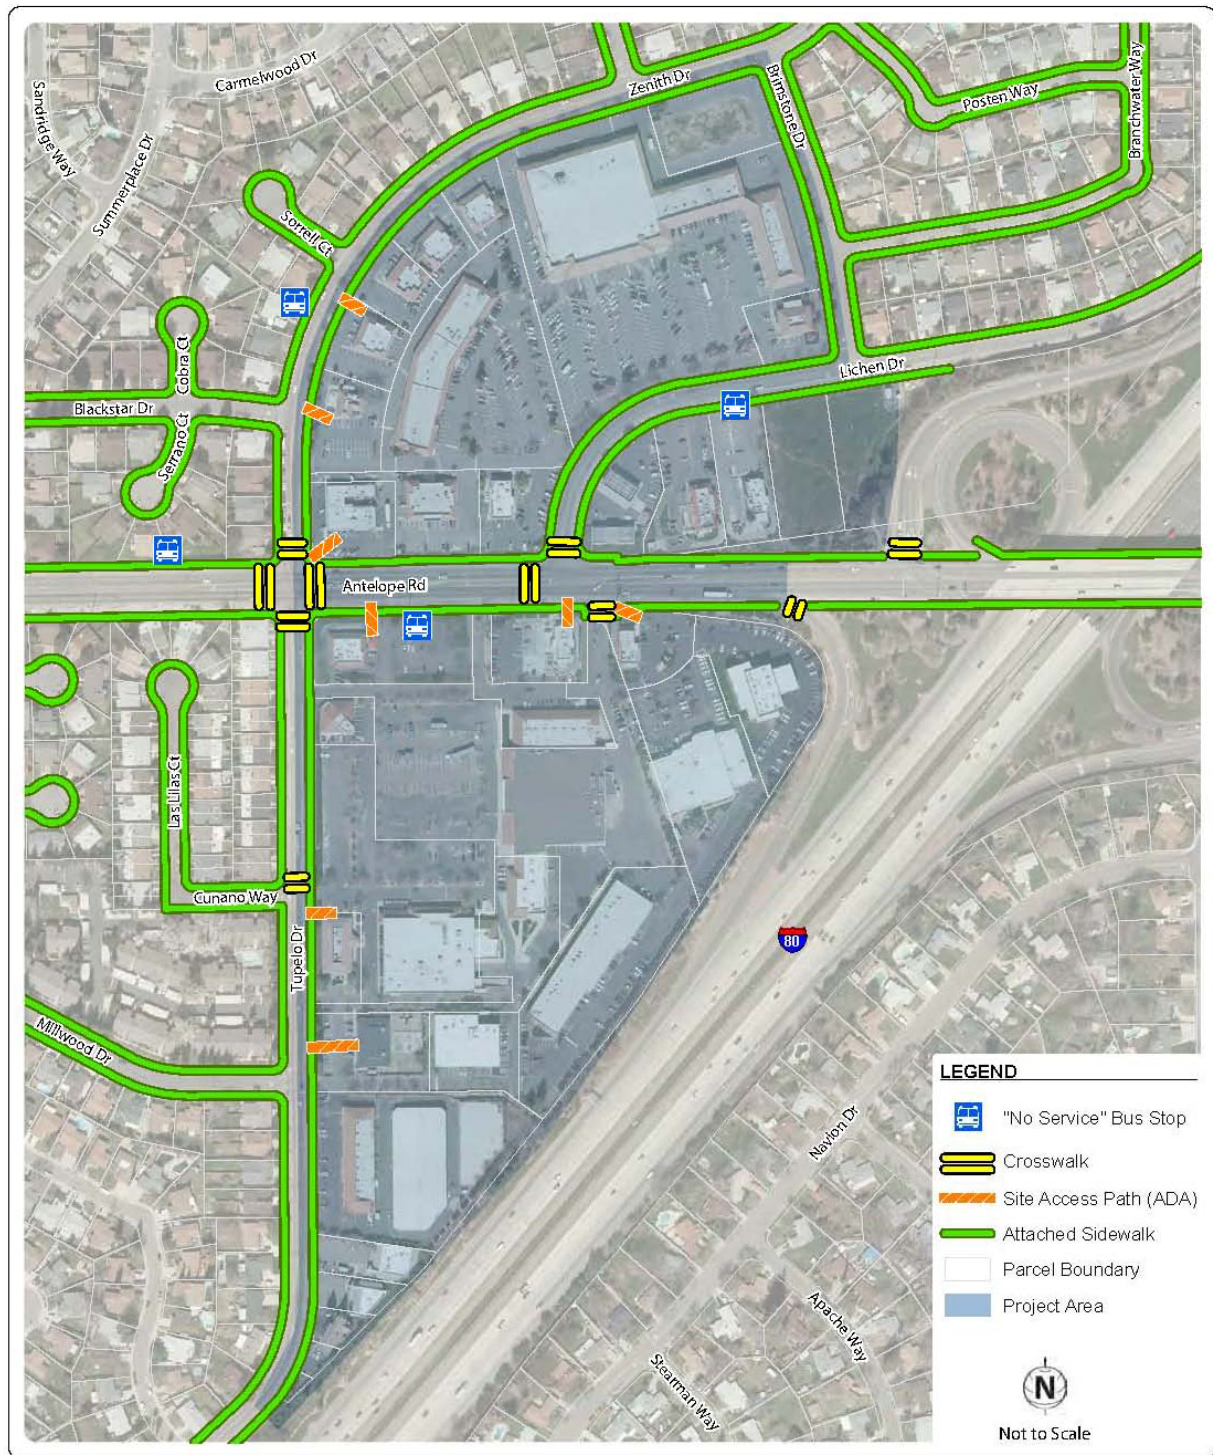 Carmelwood Dr
Zenith Dr
Brimstone Dr
Posten Way
Branchwater Way
Sandridge Way
Summerplace Dr
Sorrell Ct
Cobra Ct
Blackstar Dr
Serrano Ct
Lichen Dr
Antelope Rd
Las Lilas Ct
Cunano Way
Tupelo Dr
80
Millwood Dr
Navion Dr
Apache Way
Stearman Way
LEGEND
"No Service" Bus Stop
Crosswalk
Site Access Path (ADA)
Attached Sidewalk
Parcel Boundary
Project Area
N
Not to Scale